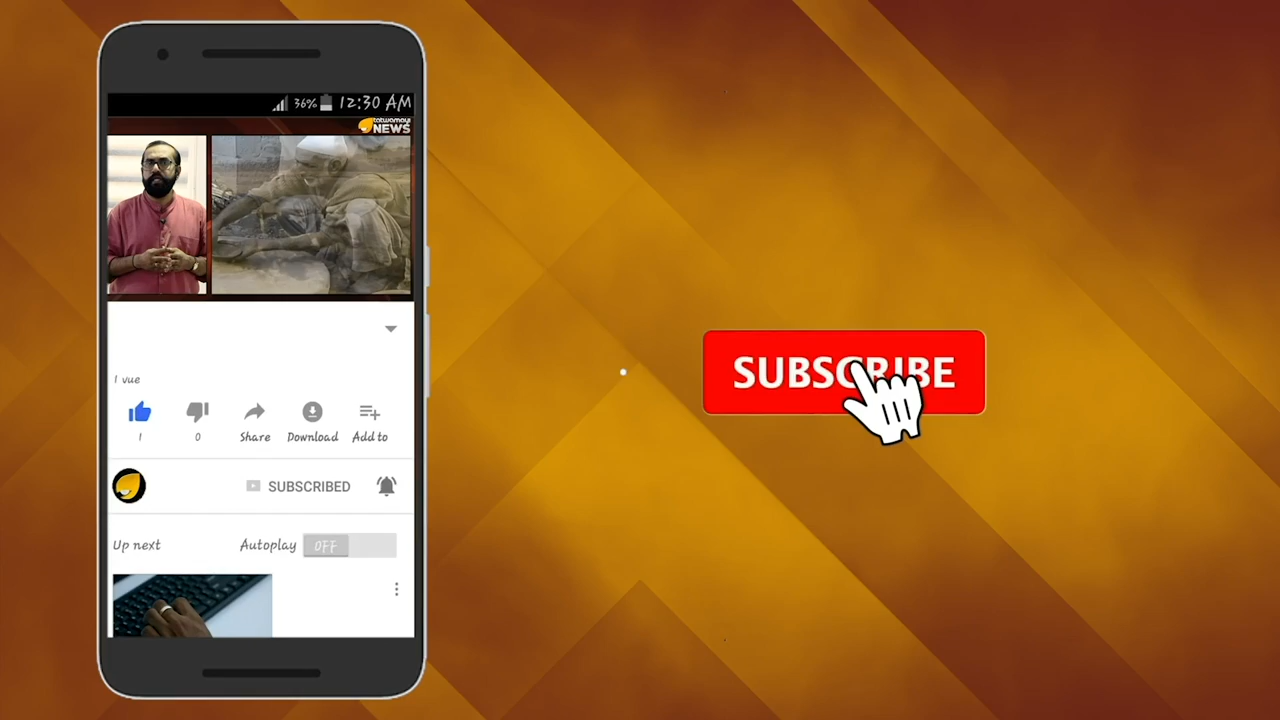 36% 12:30 AM
tatwamayi
NEWS
1 vue
1
0
Share
Download
Add to
SUBSCRIBED
Up next
Autoplay
OFF
SUBSCRIBE